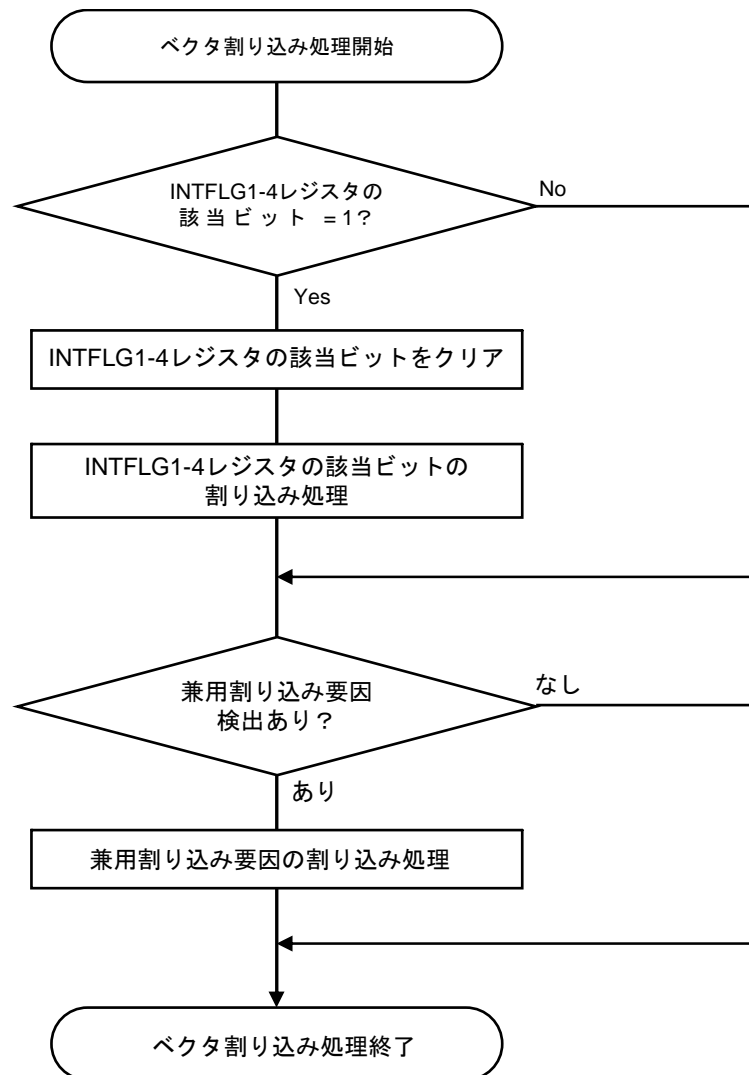 ベクタ割り込み処理開始
INTFLG1-4レジスタの
該当ビット =1?
No
Yes
INTFLG1-4レジスタの該当ビットをクリア
INTFLG1-4レジスタの該当ビットの
割り込み処理
兼用割り込み要因
検出あり?
なし
あり
兼用割り込み要因の割り込み処理
ベクタ割り込み処理終了